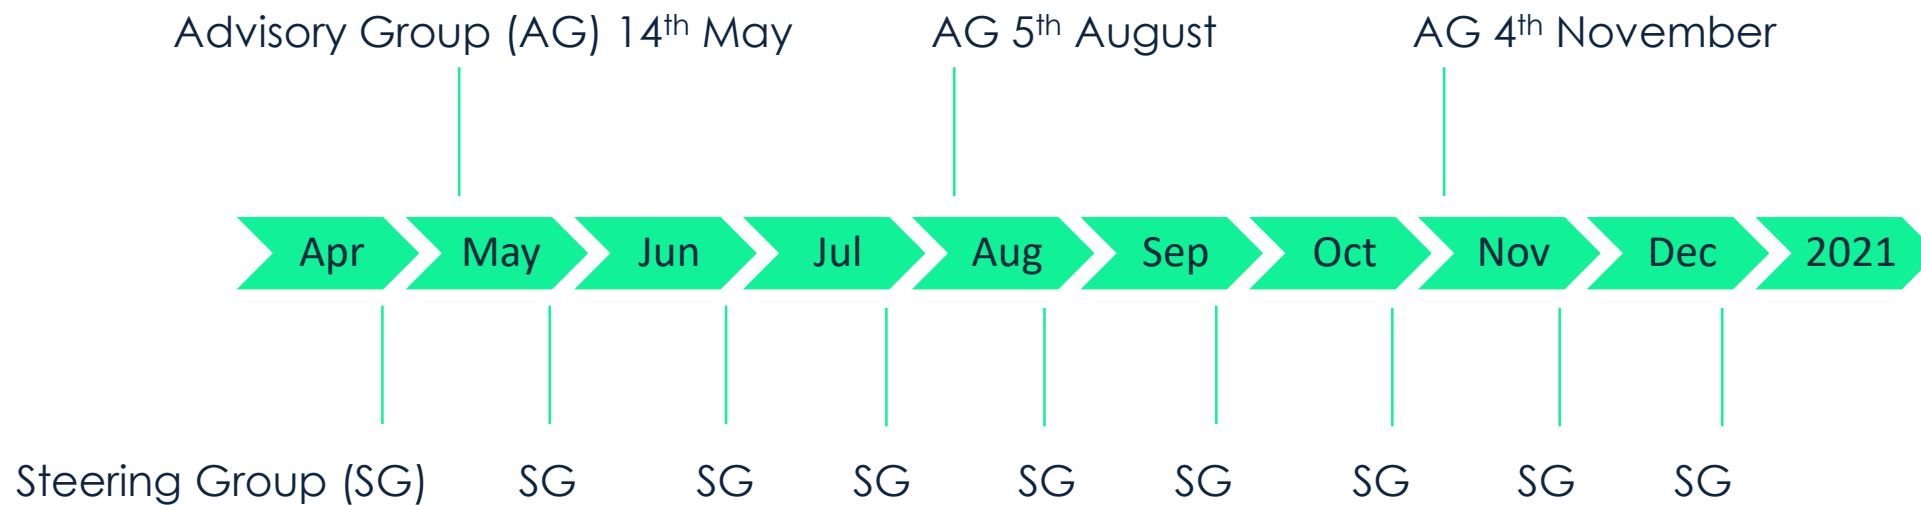 Advisory Group (AG) 14th May AG 5th August AG 4th November
Apr May Jun Jul Aug Sep Oct Nov Dec 2021
Steering Group (SG) SG SG SG SG SG SG SG SG